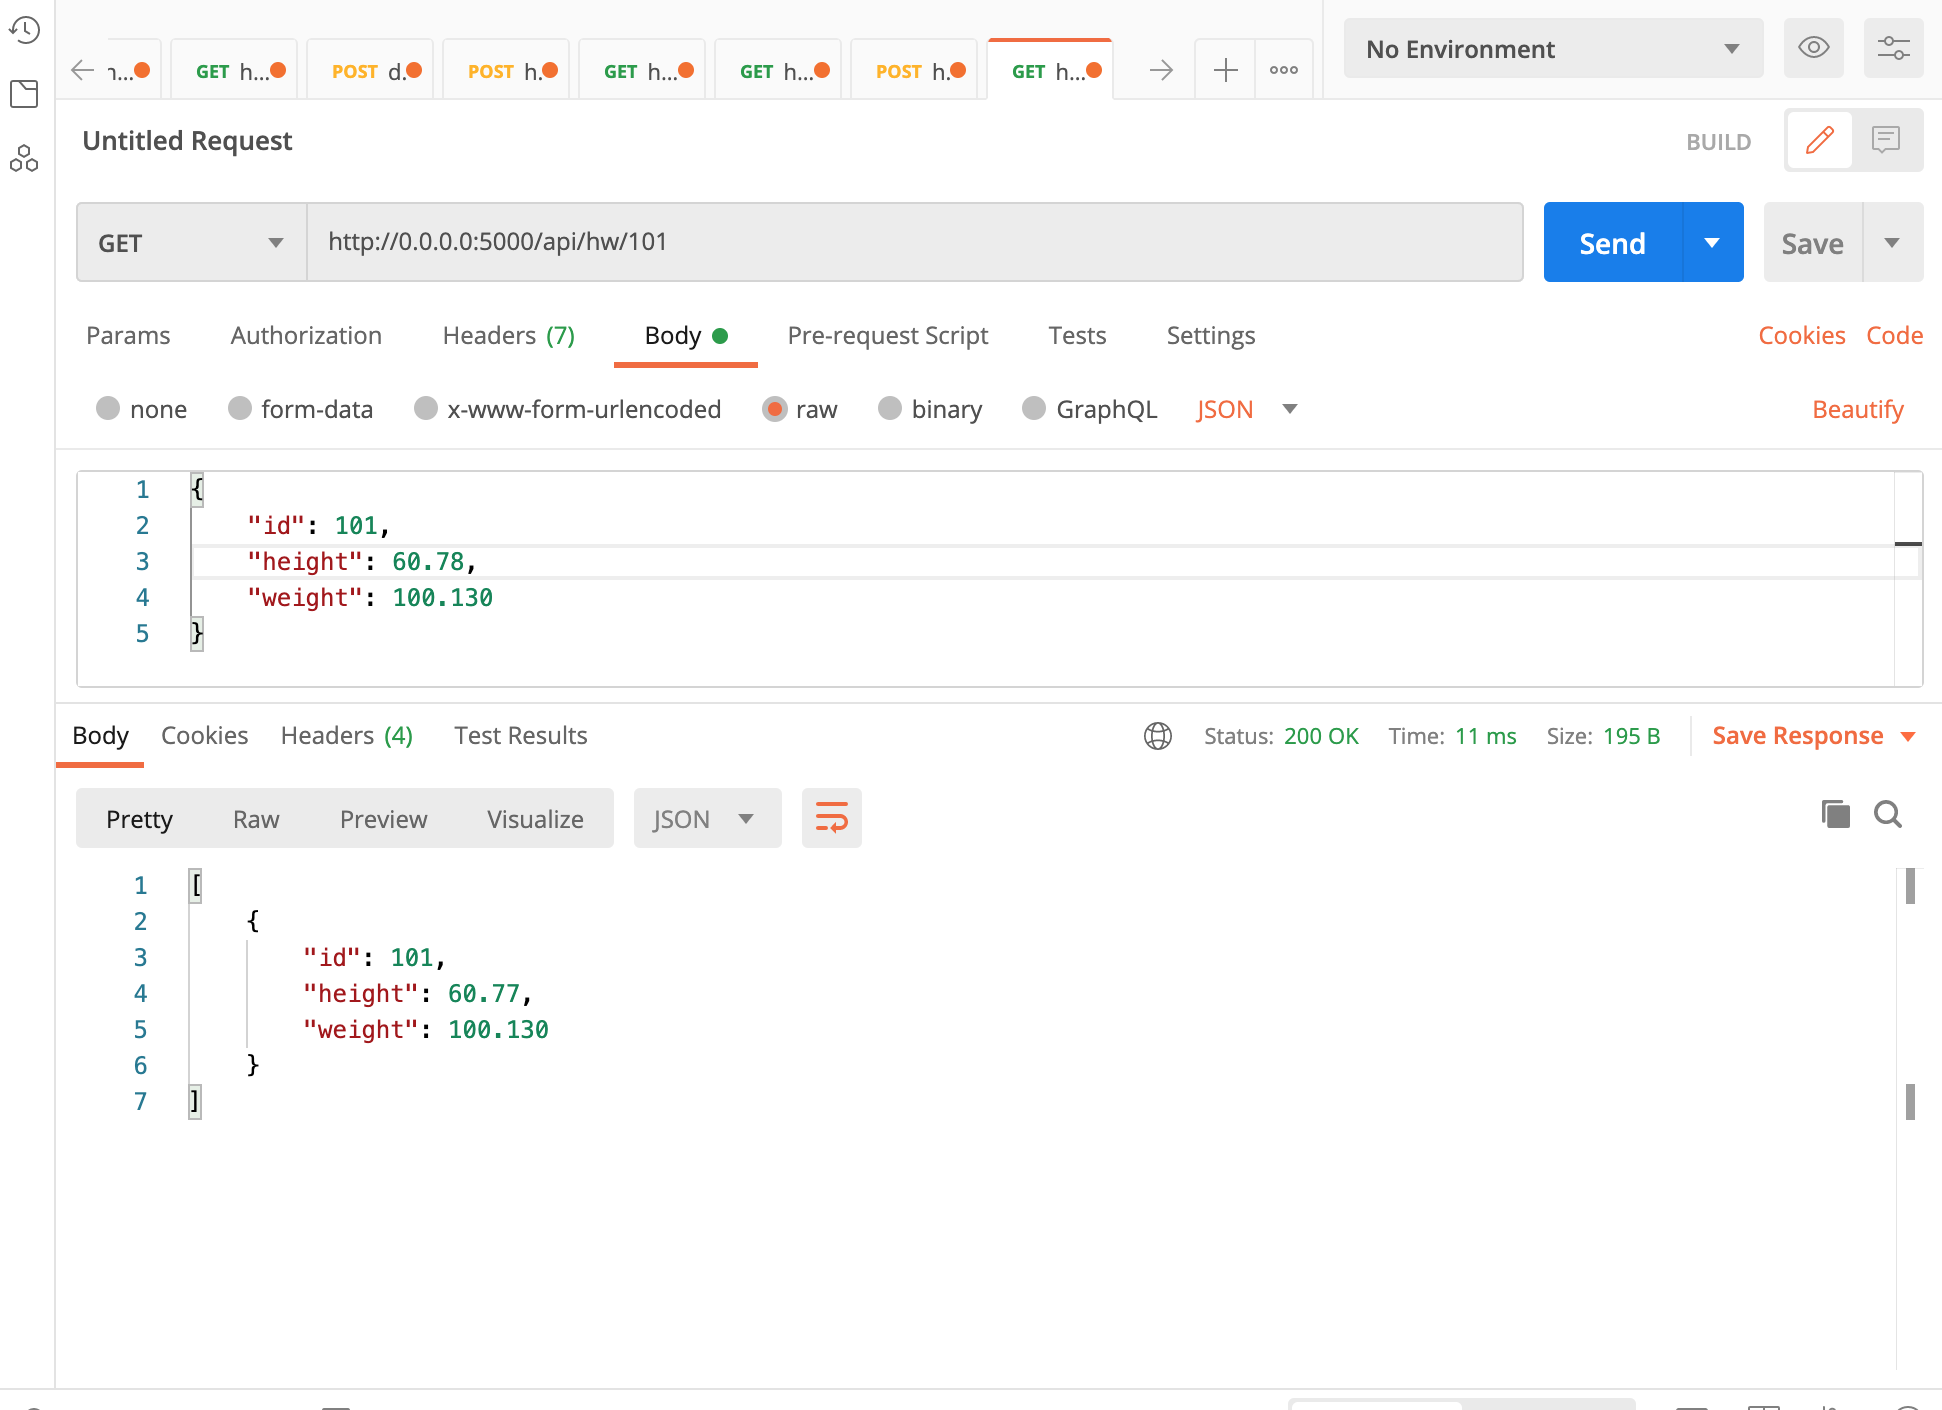 h... GET h... POST d. POST h. GET h... GET h... POST h. GET h... No Environment
Untitled Request BUILD
GET http://0.0.0.0:5000/api/hw/101 Send Save
Params Authorization Headers (7) Body Pre-request Script Tests Settings Cookies Code
none form-data x-www-form-urlencoded raw binary GraphQL JSON Beautify
1 {
2 "id": 101,
3 "height": 60.78,
4 "weight": 100.130
5 }
Body Cookies Headers (4) Test Results Status: 200 OK Time: 11 ms Size: 195 B Save Response
Pretty Raw Preview Visualize JSON
1 [
2 {
3 "id": 101,
4 "height": 60.77,
5 "weight": 100.130
6 }
7 ]